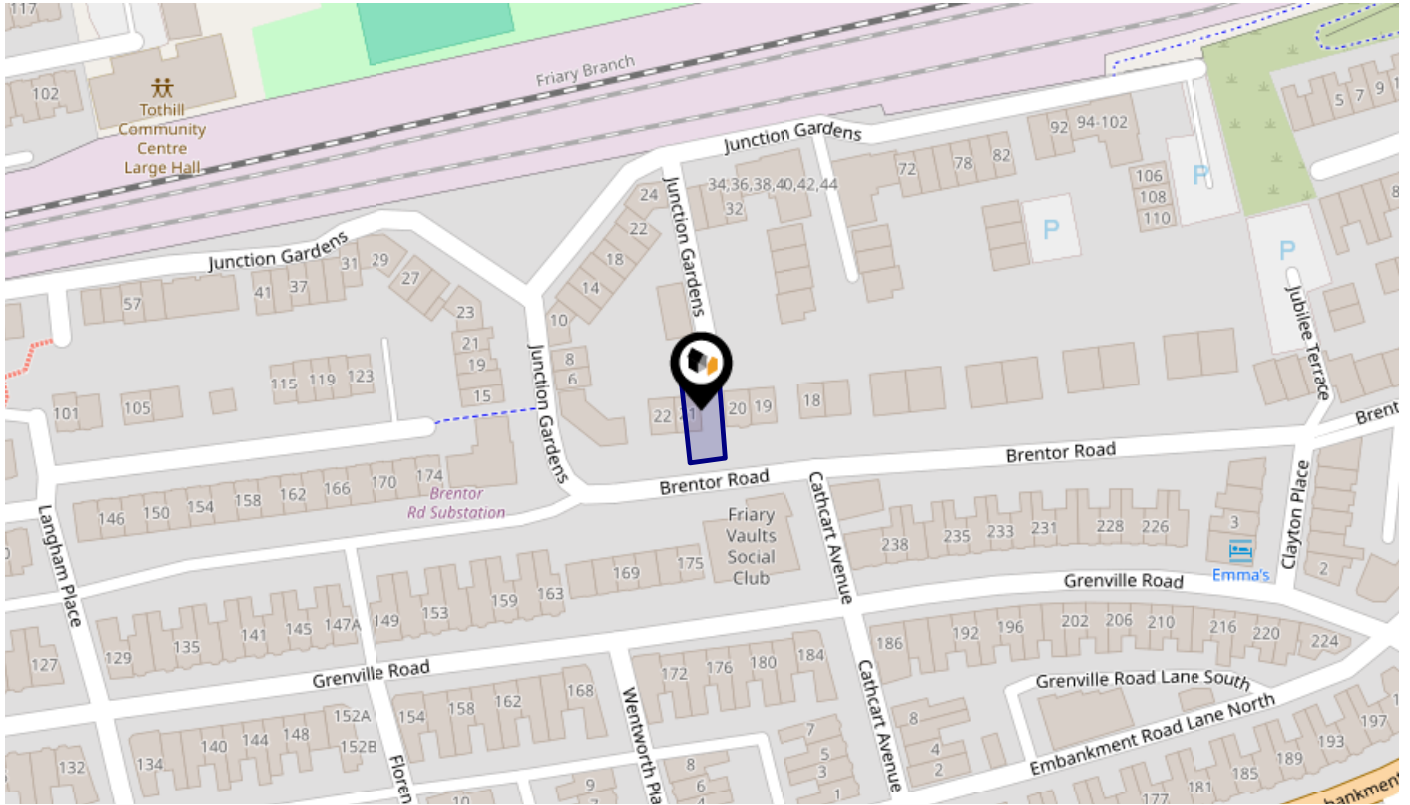 117
Friary Branch
102
Tothill
Community
Centre
Large Hall
5
7
9
92
94-102
Junction Gardens
72
78
82
106
108
110
P
P
P
24
34,36,38,40,42,44
32
22
Junction Gardens
18
14
10
Junction Gardens
31
29
27
41
37
57
23
21
19
15
8
6
Junction Gardens
115
119
123
101
105
22
21
20
19
18
Jubilee Terrace
Brentor Road
Brentor Road
Brent
174
170
166
162
158
154
150
146
Brentor
Rd Substation
Langham Place
Friary
Vaults
Social
Club
Cathcart Avenue
238
235
233
231
228
226
3
Emma's
Clayton Place
2
175
169
163
159
153
149
147A
145
141
135
129
127
Grenville Road
Grenville Road
186
192
196
202
206
210
216
220
224
172
176
180
184
168
162
158
154
152A
152B
148
144
140
134
132
Wentworth Pla
Cathcart Avenue
Grenville Road Lane South
Embankment Road Lane North
8
4
2
7
5
3
1
8
6
4
9
7
10
Floren
177
181
185
189
193
197
bankment